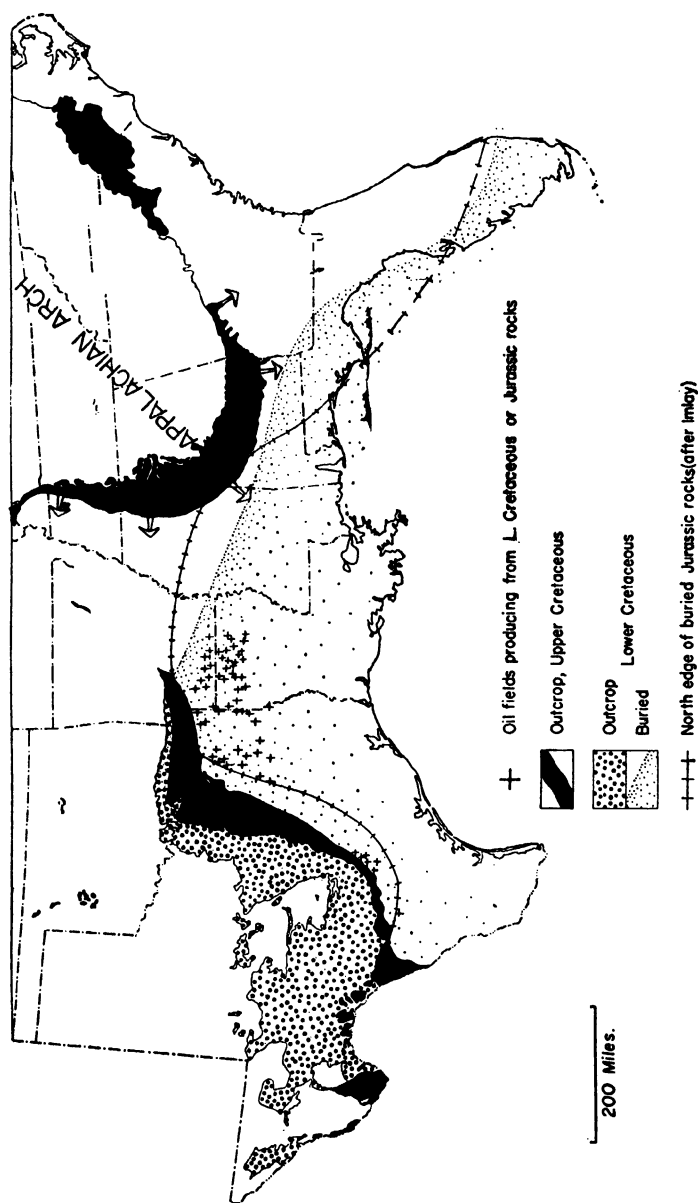 APPALACHIAN ARCH
Oil fields producing from L. Cretaceous or Jurassic rocks
Outcrop, Upper Cretaceous
Outcrop
Lower Cretaceous
Buried
North edge of buried Jurassic rocks(after Imlay)
200 Miles.